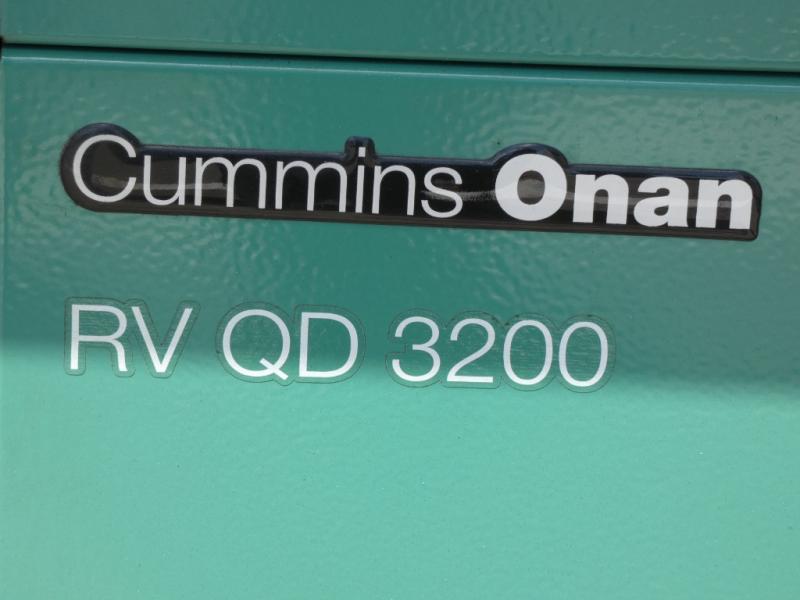 Cummins Onan
RV QD 3200